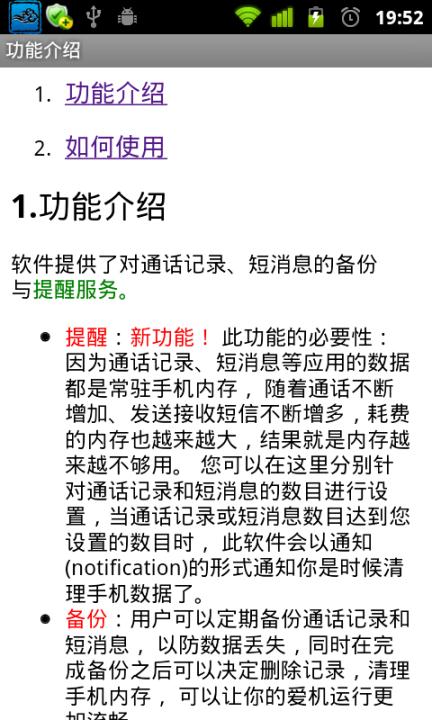 19:52
功能介绍
1. 功能介绍
2. 如何使用
1.功能介绍
软件提供了对通话记录、短消息的备份
与提醒服务。
提醒：新功能！ 此功能的必要性：
因为通话记录、短消息等应用的数据
都是常驻手机内存，随着通话不断
增加、发送接收短信不断增多，耗费
的内存也越来越大，结果就是内存越
来越不够用。 您可以在这里分别针
对通话记录和短消息的数目进行设
置，当通话记录或短消息数目达到您
设置的数目时， 此软件会以通知
(notification)的形式通知你是时候清
理手机数据了。
备份：用户可以定期备份通话记录和
短消息， 以防数据丢失，同时在完
成备份之后可以决定删除记录，清理
手机内存， 可以让你的爱机运行更
加流畅